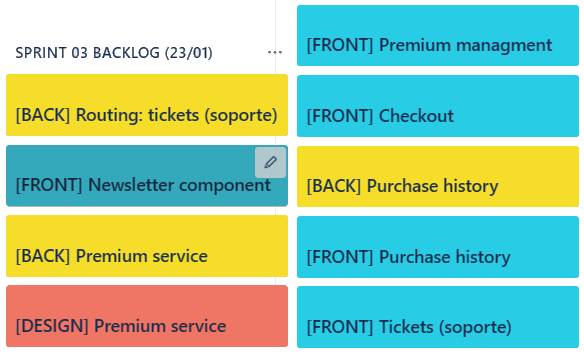 SPRINT 03 BACKLOG (23/01)
[BACK] Routing: tickets (soporte)
[FRONT] Newsletter component
[BACK] Premium service
[DESIGN] Premium service
[FRONT] Premium managment
[FRONT] Checkout
[BACK] Purchase history
[FRONT] Purchase history
[FRONT] Tickets (soporte)